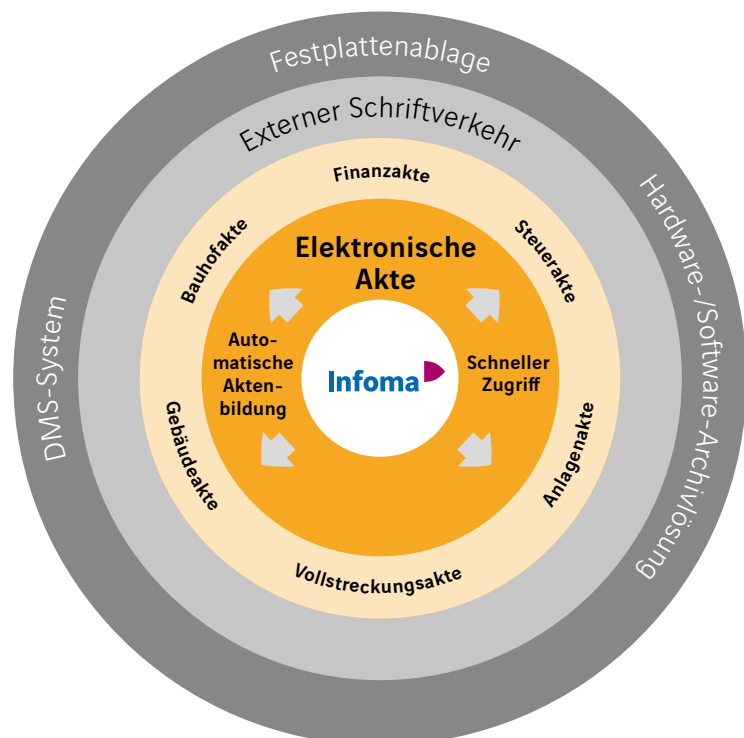 Festplattenablage
Externer Schriftverkehr
Finanzakte
Bauhofakte
Steuerakte
Elektronische
Akte
Hardware-/Software-Archivlösung
DMS-System
Auto-
matische
Akten-
bildung
Infoma
Schneller
Zugriff
Gebäudeakte
Anlagenakte
Vollstreckungsakte